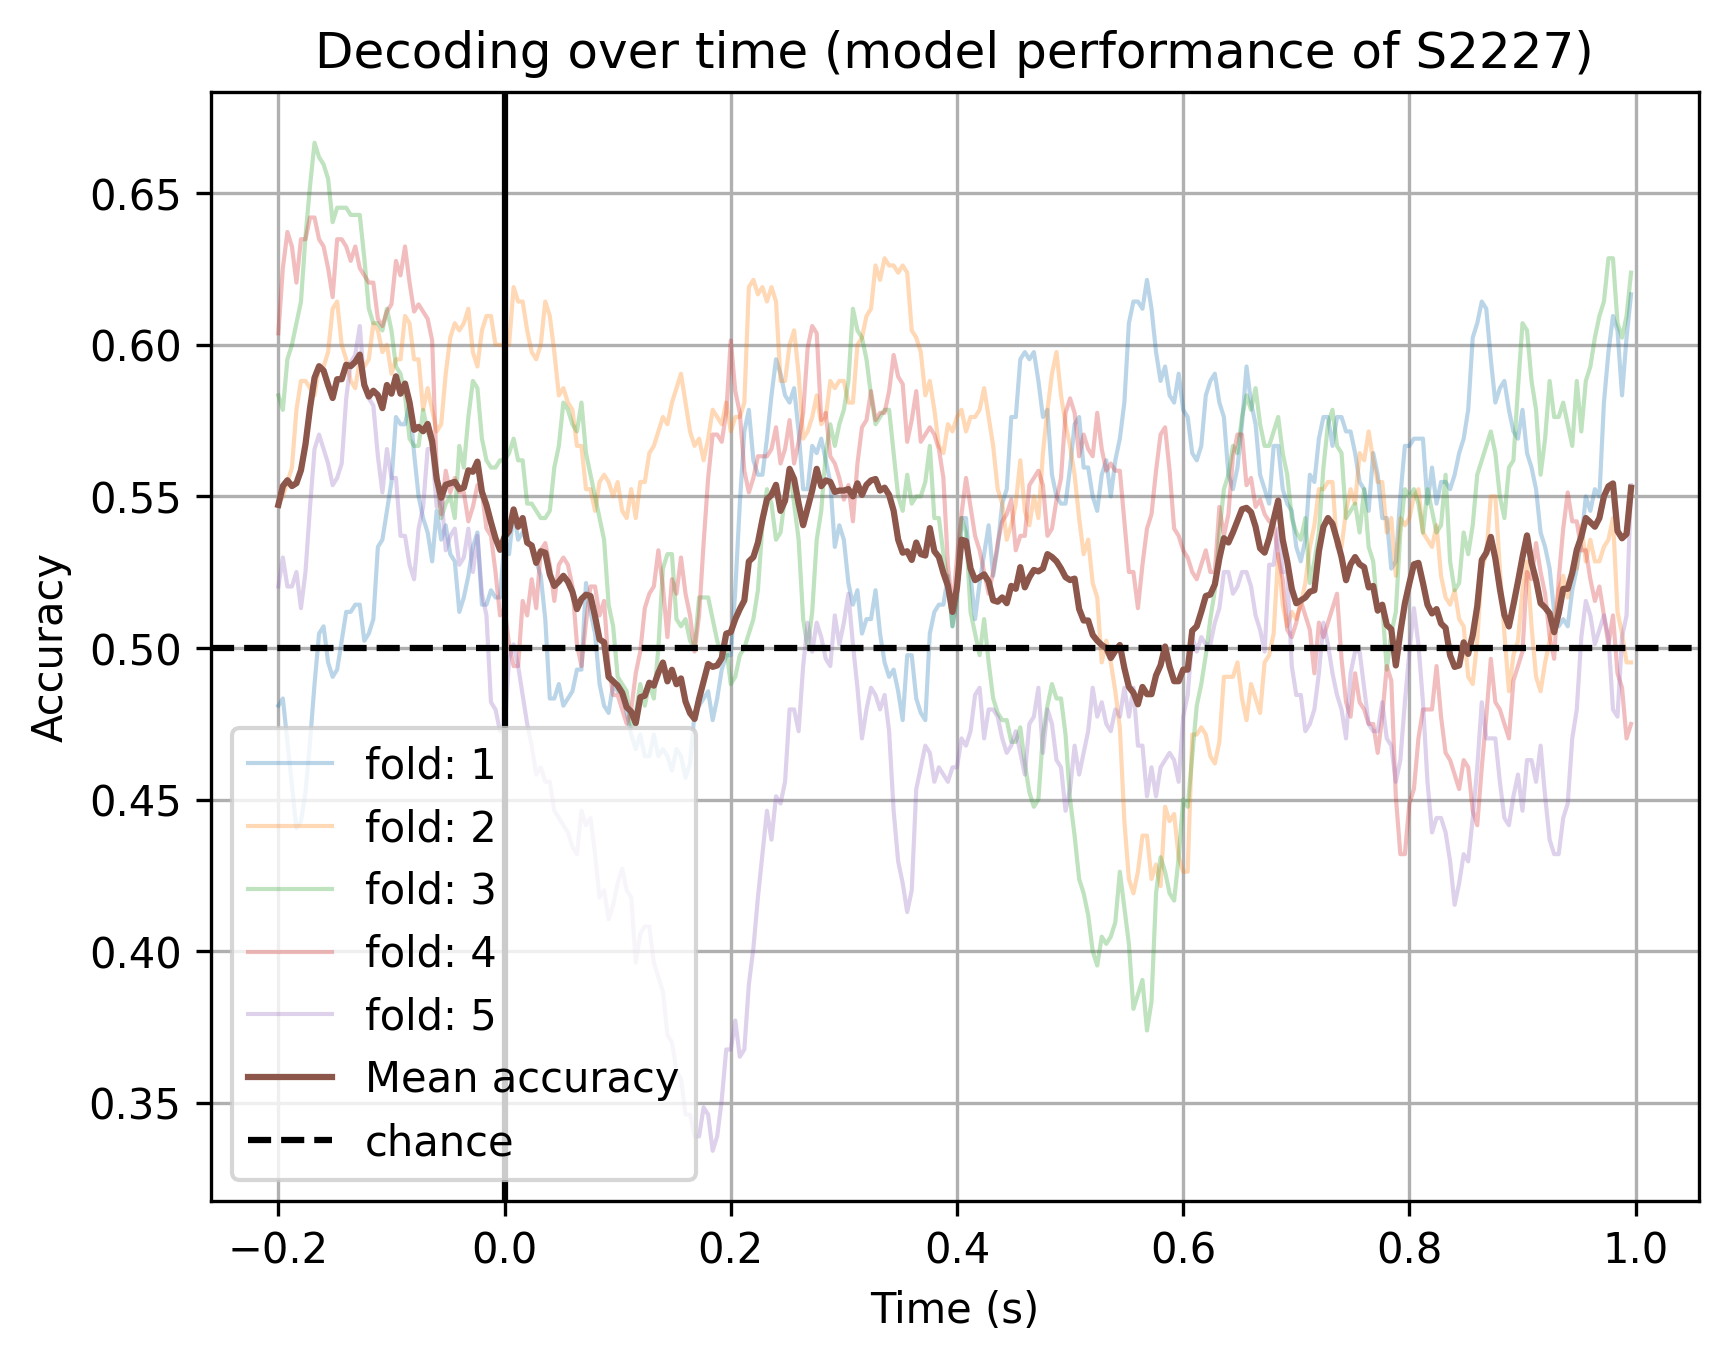 Decoding over time (model performance of S2227)
Accuracy
0.65
0.60
0.55
0.50
0.45
0.40
0.35
fold: 1
fold: 2
fold: 3
fold: 4
fold: 5
Mean accuracy
chance
−0.2 0.0 0.2 0.4 0.6 0.8 1.0
Time (s)